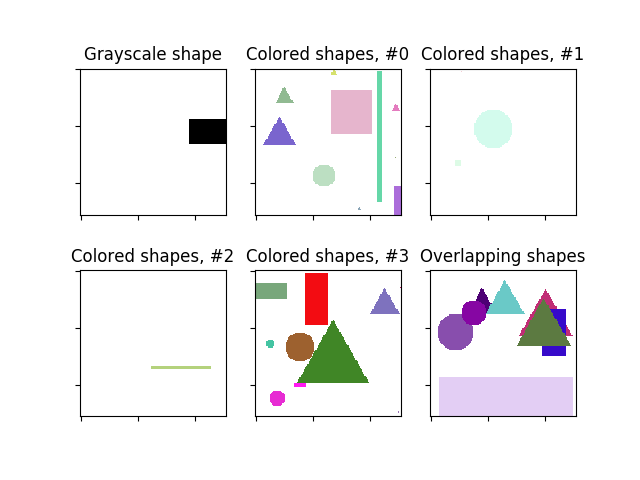 Grayscale shape
Colored shapes, #0
Colored shapes, #1
Colored shapes, #2
Colored shapes, #3
Overlapping shapes